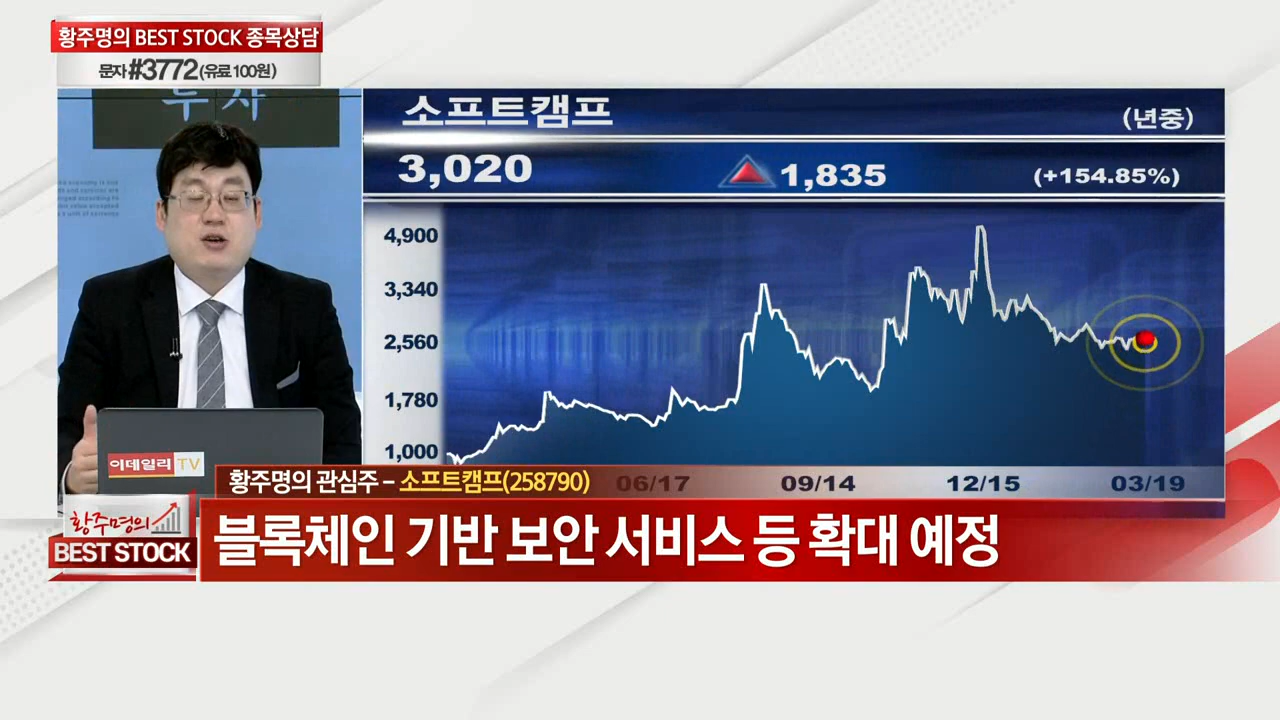 황주명의 BEST STOCK 종목상담
문자 #3772 (유료 100원)
투자
소프트캠프
(년중)
3,020
1,835
(+154.85%)
4,900
3,340
2,560
1,780
1,000
06/17
09/14
12/15
03/19
이데일리 TV
황주명의 관심주 – 소프트캠프(258790)
황주명의
BEST STOCK
블록체인 기반 보안 서비스 등 확대 예정